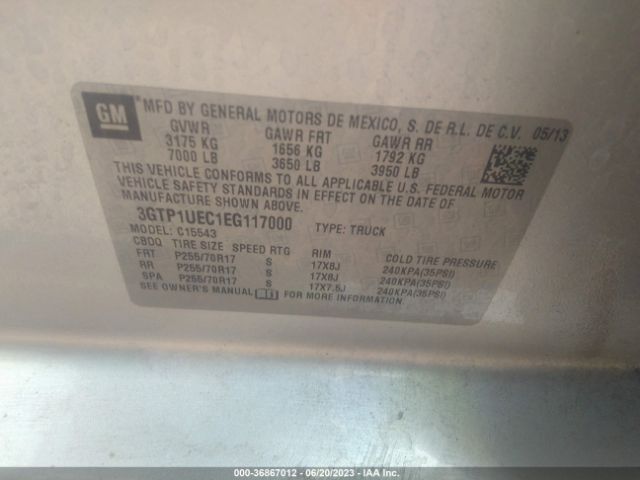 GM
MFD BY GENERAL MOTORS DE MEXICO, S. DE R.L. DE C.V. 05/13
GVWR GAWR FRT GAWR RR
3175 KG 1656 KG 1792 KG
7000 LB 3650 LB 3950 LB
THIS VEHICLE CONFORMS TO ALL APPLICABLE U.S. FEDERAL MOTOR
VEHICLE SAFETY STANDARDS IN EFFECT ON THE DATE OF
MANUFACTURE SHOWN ABOVE.
3GTP1UEC1EG117000 TYPE: TRUCK
MODEL: C15543
CBDQ TIRE SIZE SPEED RTG RIM COLD TIRE PRESSURE
FRT P255/70R17 S 17X8J 240KPA(35PSI)
RR P255/70R17 S 17X8J 240KPA(35PSI)
SPA P255/70R17 S 17X7.5J 240KPA(35PSI)
SEE OWNER'S MANUAL FOR MORE INFORMATION.
000-36867012 - 06/20/2023 - IAA Inc.